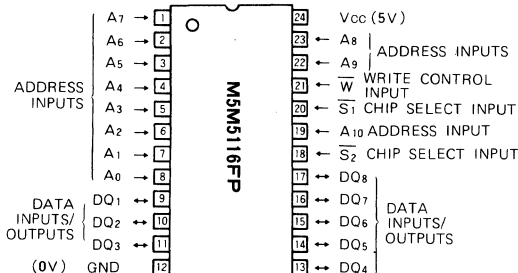 A7 → 1
A6 → 2
A5 → 3
A4 → 4
A3 → 5
A2 → 6
A1 → 7
A0 → 8
ADDRESS
INPUTS
DQ1 ↔ 9
DQ2 ↔ 10
DQ3 ↔ 11
DATA
INPUTS/
OUTPUTS
(0V) GND 12
M5M5116FP
24 Vcc (5V)
23 ← A8
22 ← A9
ADDRESS INPUTS
21 ← W̅ WRITE CONTROL
INPUT
20 ← S̅1 CHIP SELECT INPUT
19 ← A10 ADDRESS INPUT
18 ← S̅2 CHIP SELECT INPUT
17 ↔ DQ8
16 ↔ DQ7
15 ↔ DQ6
14 ↔ DQ5
13 ↔ DQ4
DATA
INPUTS/
OUTPUTS